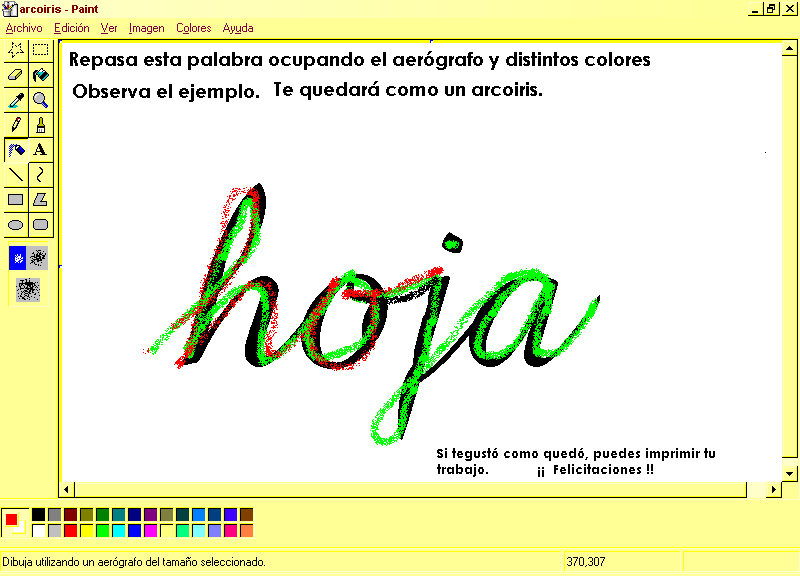 arcoiris - Paint
Archivo Edición Ver Imagen Colores Ayuda
Repasa esta palabra ocupando el aerógrafo y distintos colores
Observa el ejemplo. Te quedará como un arcoiris.
A
hoja
Si tegustó como quedó, puedes imprimir tu
trabajo. ¡¡ Felicitaciones !!
Dibuja utilizando un aerógrafo del tamaño seleccionado. 370,307